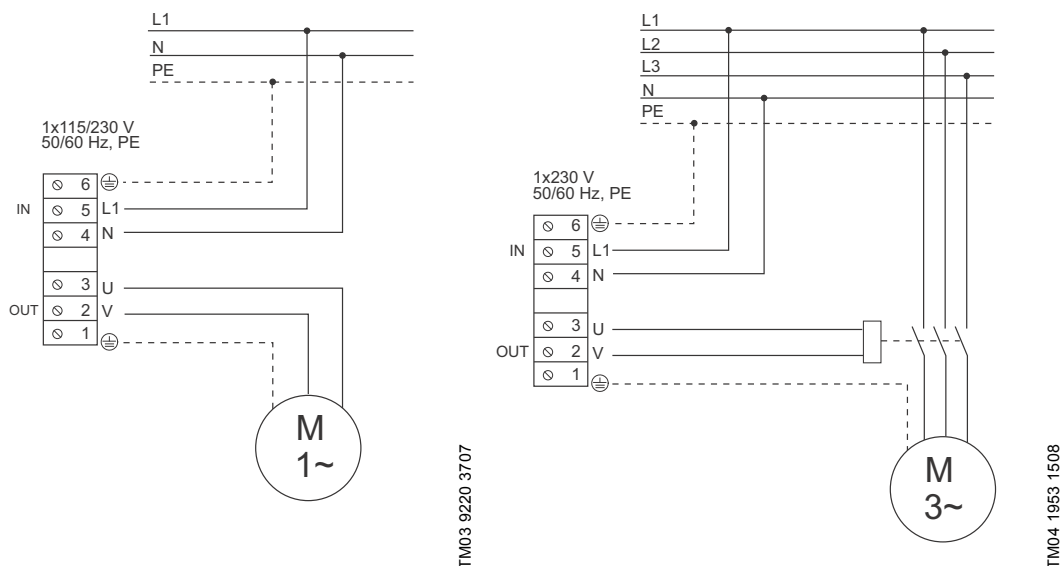 L1
N
PE
1x115/230 V
50/60 Hz, PE
6
IN 5 L1
4 N
3 U
OUT 2 V
1
M
1~
TM03 9220 3707
L1
L2
L3
N
PE
1x230 V
50/60 Hz, PE
6
IN 5 L1
4 N
3 U
OUT 2 V
1
M
3~
TM04 1953 1508